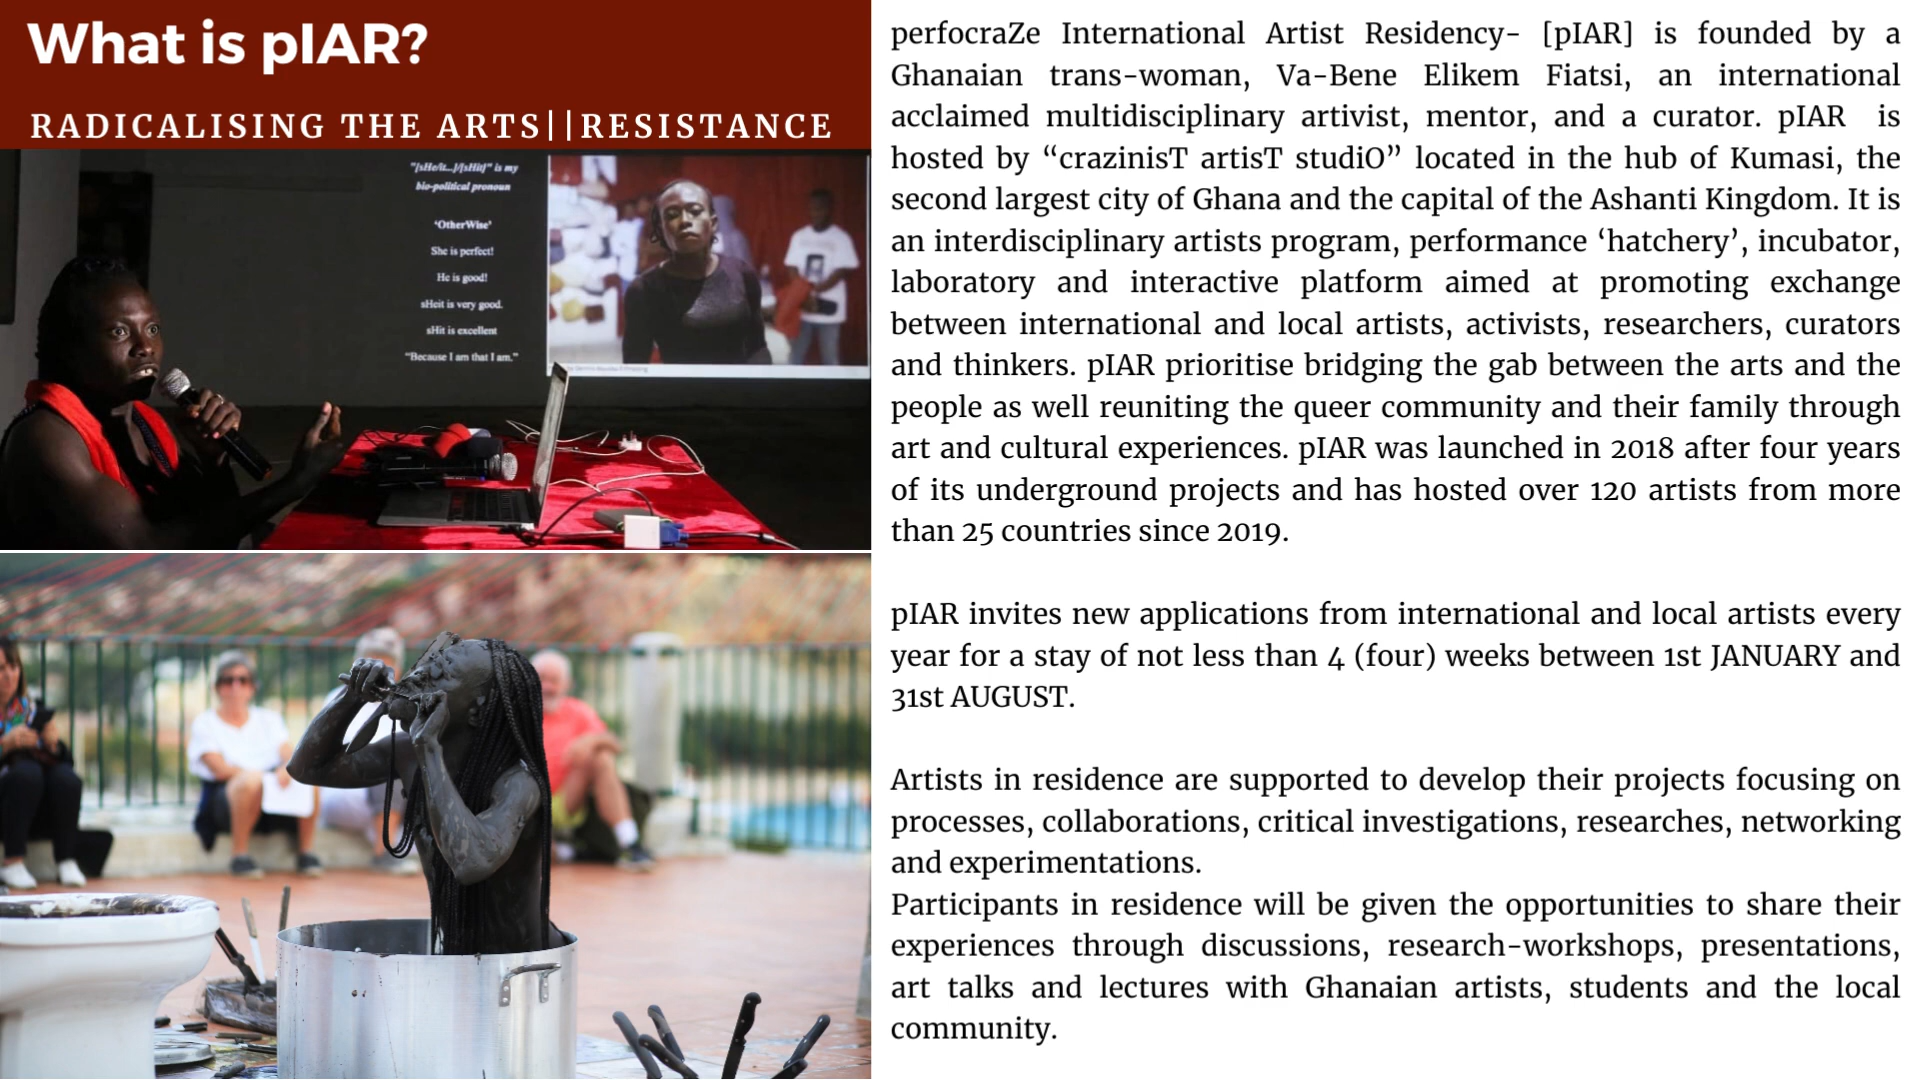 What is pIAR?
RADICALISING THE ARTS||RESISTANCE
"[sHe/it...]/[sHit]" is my
bio-political pronoun
'OtherWise'
She is perfect!
He is good!
sHeit is very good.
sHit is excellent
"Because I am that I am."
perfocraZe International Artist Residency- [pIAR] is founded by a
Ghanaian trans-woman, Va-Bene Elikem Fiatsi, an international
acclaimed multidisciplinary artivist, mentor, and a curator. pIAR is
hosted by “crazinisT artisT studiO” located in the hub of Kumasi, the
second largest city of Ghana and the capital of the Ashanti Kingdom. It is
an interdisciplinary artists program, performance ‘hatchery’, incubator,
laboratory and interactive platform aimed at promoting exchange
between international and local artists, activists, researchers, curators
and thinkers. pIAR prioritise bridging the gab between the arts and the
people as well reuniting the queer community and their family through
art and cultural experiences. pIAR was launched in 2018 after four years
of its underground projects and has hosted over 120 artists from more
than 25 countries since 2019.
pIAR invites new applications from international and local artists every
year for a stay of not less than 4 (four) weeks between 1st JANUARY and
31st AUGUST.
Artists in residence are supported to develop their projects focusing on
processes, collaborations, critical investigations, researches, networking
and experimentations.
Participants in residence will be given the opportunities to share their
experiences through discussions, research-workshops, presentations,
art talks and lectures with Ghanaian artists, students and the local
community.